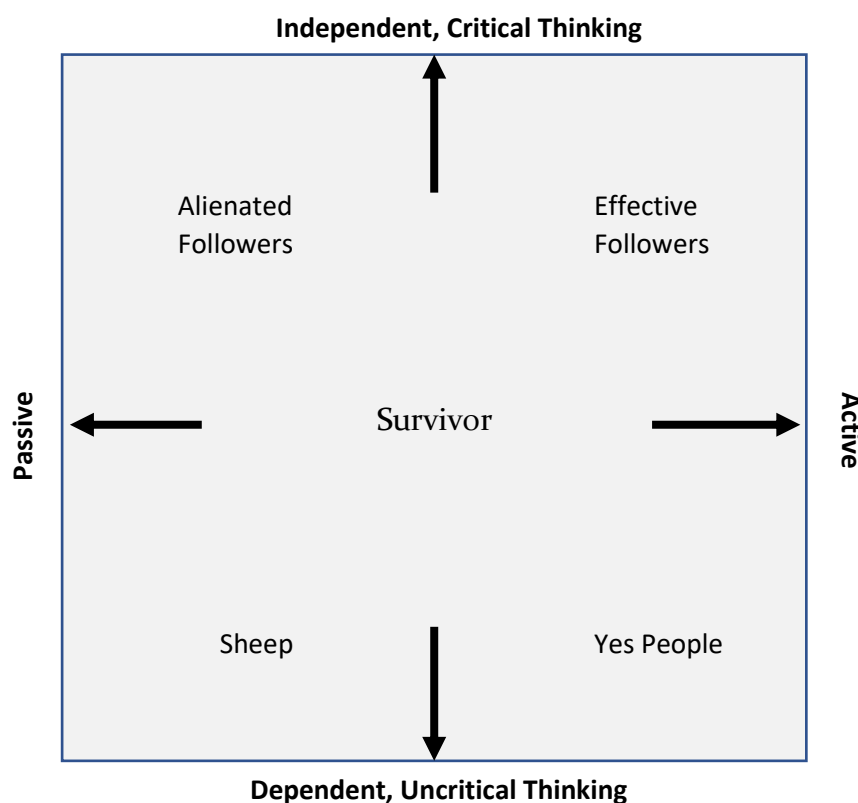 Independent, Critical Thinking
Alienated
Followers
Effective
Followers
Passive
Survivor
Active
Sheep
Yes People
Dependent, Uncritical Thinking